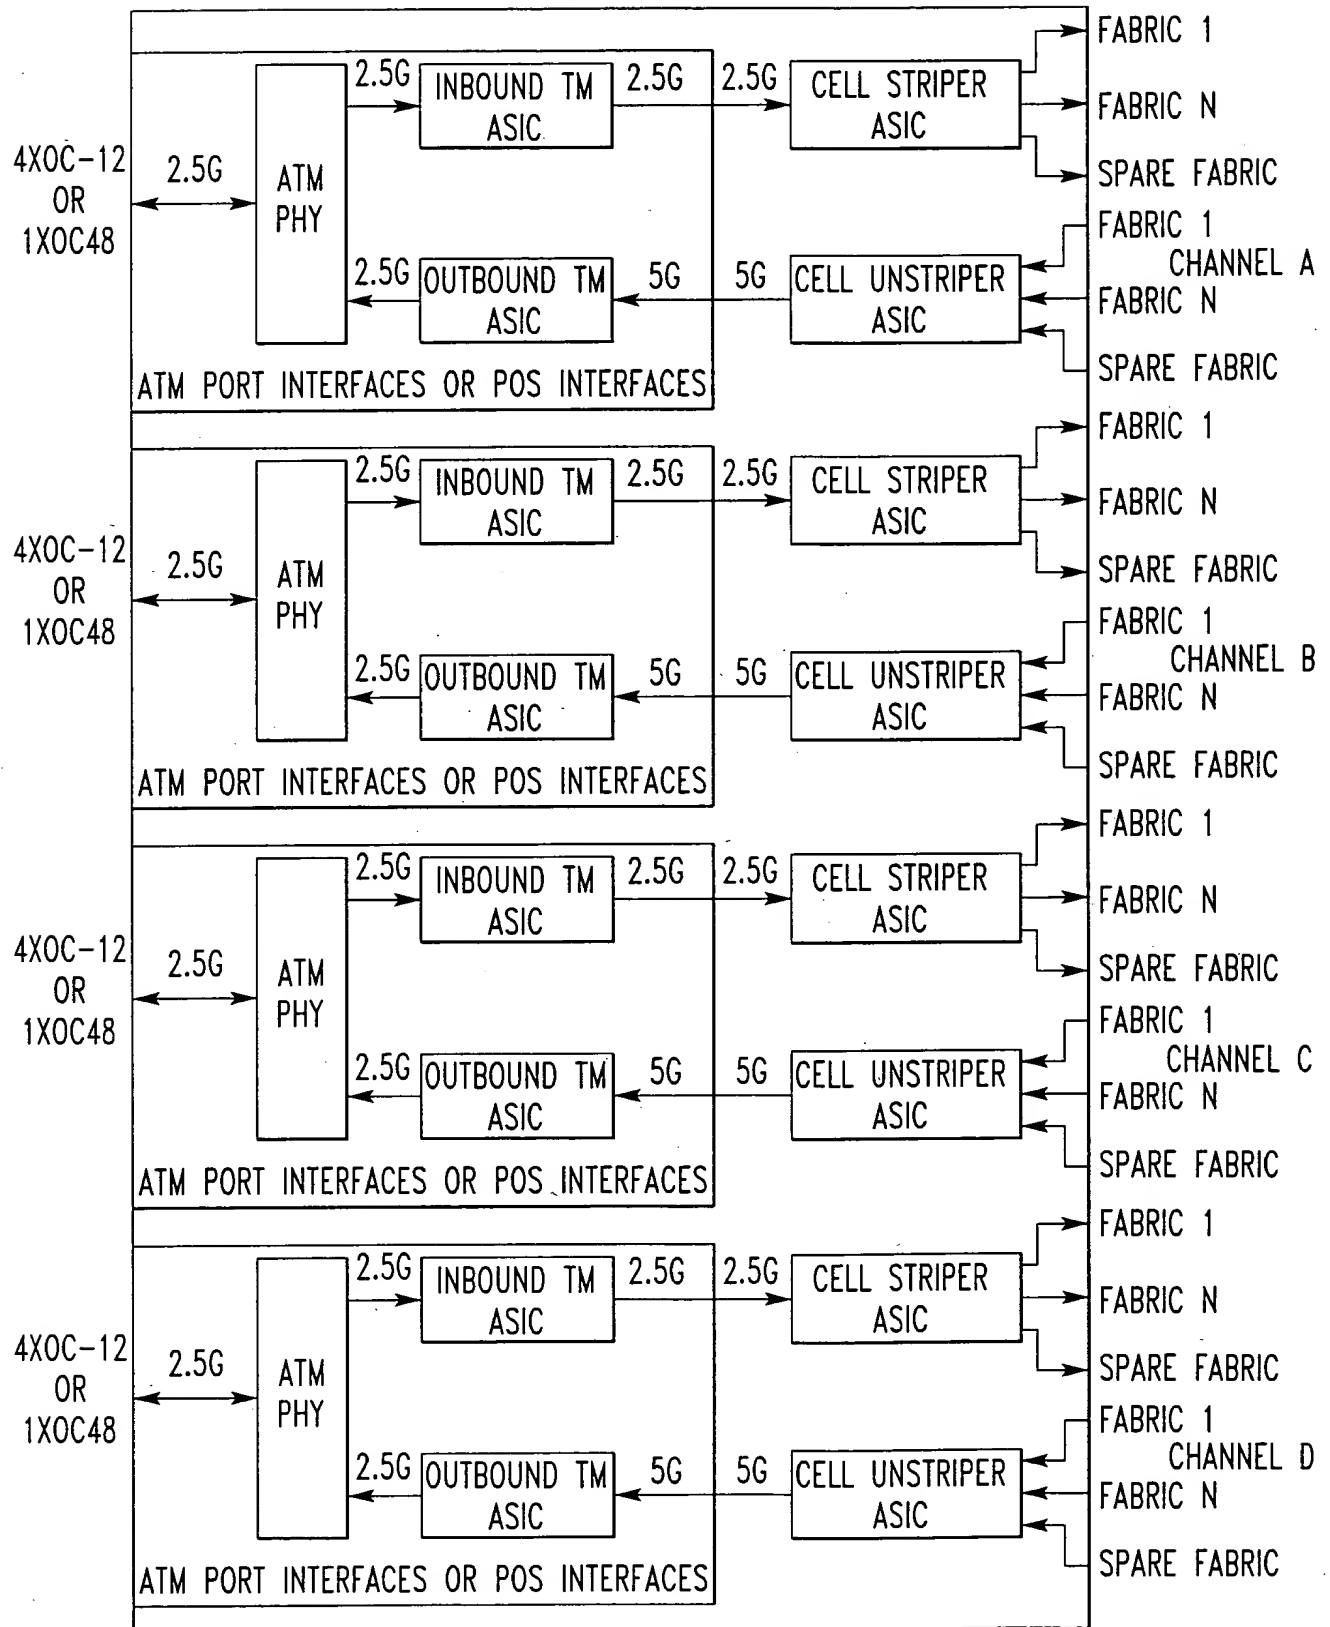 FABRIC 1
2.5G
INBOUND TM
ASIC
2.5G
2.5G
CELL STRIPER
ASIC
FABRIC N
4XOC-12
OR
1XOC48
2.5G
ATM
PHY
SPARE FABRIC
FABRIC 1
CHANNEL A
2.5G
OUTBOUND TM
ASIC
5G
5G
CELL UNSTRIPER
ASIC
FABRIC N
SPARE FABRIC
ATM PORT INTERFACES OR POS INTERFACES
FABRIC 1
2.5G
INBOUND TM
ASIC
2.5G
2.5G
CELL STRIPER
ASIC
FABRIC N
4XOC-12
OR
1XOC48
2.5G
ATM
PHY
SPARE FABRIC
FABRIC 1
CHANNEL B
2.5G
OUTBOUND TM
ASIC
5G
5G
CELL UNSTRIPER
ASIC
FABRIC N
SPARE FABRIC
ATM PORT INTERFACES OR POS INTERFACES
FABRIC 1
2.5G
INBOUND TM
ASIC
2.5G
2.5G
CELL STRIPER
ASIC
FABRIC N
4XOC-12
OR
1XOC48
2.5G
ATM
PHY
SPARE FABRIC
FABRIC 1
CHANNEL C
2.5G
OUTBOUND TM
ASIC
5G
5G
CELL UNSTRIPER
ASIC
FABRIC N
SPARE FABRIC
ATM PORT INTERFACES OR POS INTERFACES
FABRIC 1
2.5G
INBOUND TM
ASIC
2.5G
2.5G
CELL STRIPER
ASIC
FABRIC N
4XOC-12
OR
1XOC48
2.5G
ATM
PHY
SPARE FABRIC
FABRIC 1
CHANNEL D
2.5G
OUTBOUND TM
ASIC
5G
5G
CELL UNSTRIPER
ASIC
FABRIC N
SPARE FABRIC
ATM PORT INTERFACES OR POS INTERFACES